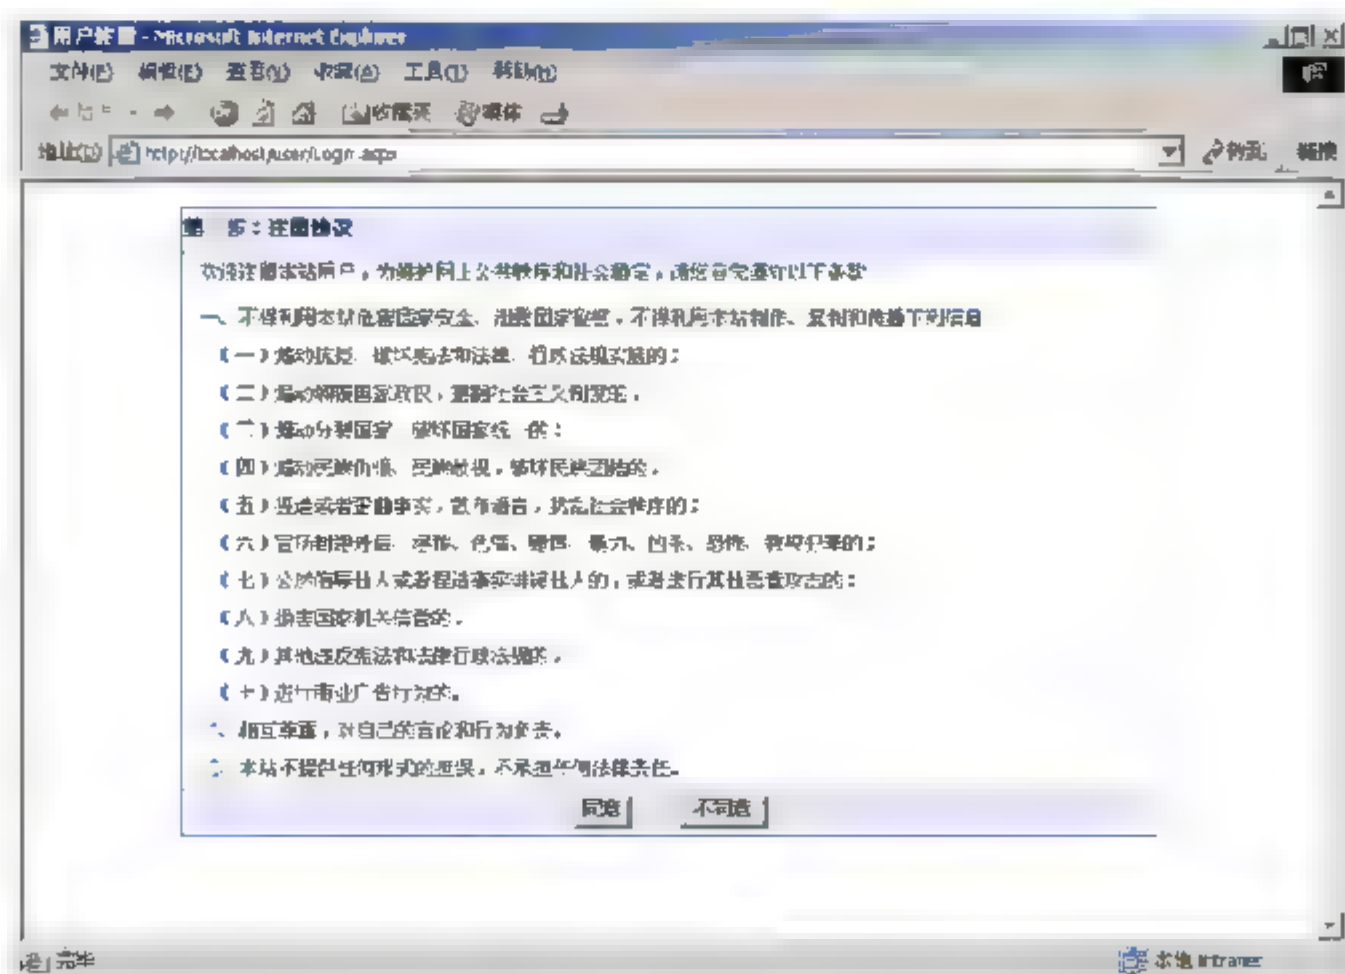 用户登录 - Microsoft Internet Explorer
文件(F) 编辑(E) 查看(V) 收藏(A) 工具(T) 帮助(H)
收藏夹 媒体
地址(D) http://localhost/user/Login.aspx 转到 链接
第一步：注册协议
欢迎注册本站用户，为维护网上公共秩序和社会稳定，请您自觉遵守以下条款
一、不得利用本站危害国家安全、泄露国家秘密，不得利用本站制作、复制和传播下列信息
（一）煽动抗拒、破坏宪法和法律、行政法规实施的；
（二）煽动颠覆国家政权，推翻社会主义制度的，
（三）煽动分裂国家、破坏国家统一的；
（四）煽动民族仇恨、民族歧视，破坏民族团结的，
（五）捏造或者歪曲事实，散布谣言，扰乱社会秩序的；
（六）宣扬封建迷信、淫秽、色情、赌博、暴力、凶杀、恐怖、教唆犯罪的；
（七）公然侮辱他人或者捏造事实诽谤他人的，或者进行其他恶意攻击的；
（八）损害国家机关信誉的，
（九）其他违反宪法和法律行政法规的，
（十）进行商业广告行为的。
二、相互尊重，对自己的言论和行为负责。
三、本站不提供任何形式的担保，不承担任何法律责任。
同意 不同意
完毕 本地 Intranet